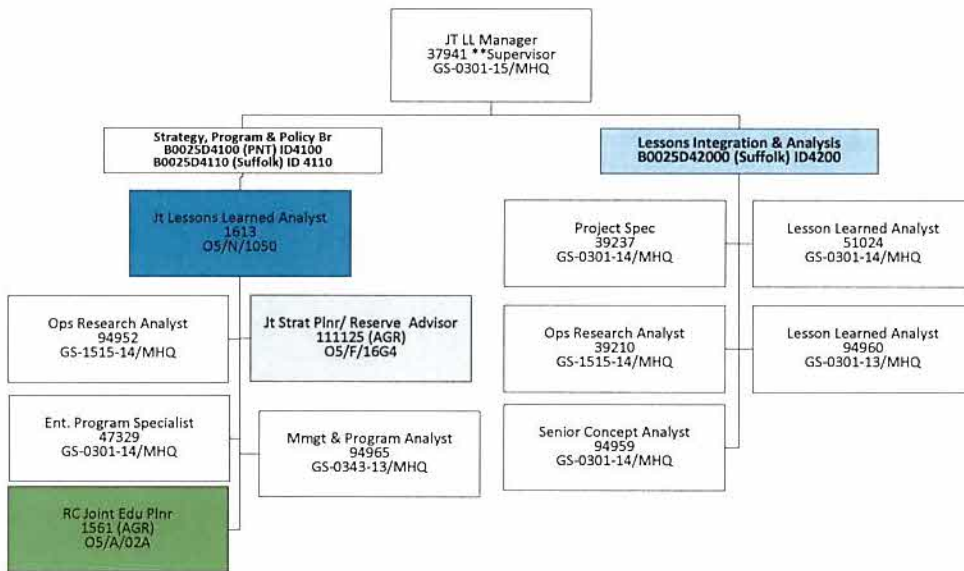 JT LL Manager
37941 **Supervisor
GS-0301-15/MHQ
Strategy, Program & Policy Br
B0025D4100 (PNT) ID4100
B0025D4110 (Suffolk) ID 4110
Jt Lessons Learned Analyst
1613
O5/N/1050
Ops Research Analyst
94952
GS-1515-14/MHQ
Jt Strat Plnr/ Reserve Advisor
111125 (AGR)
O5/F/16G4
Ent. Program Specialist
47329
GS-0301-14/MHQ
Mmgt & Program Analyst
94965
GS-0343-13/MHQ
RC Joint Edu Plnr
1561 (AGR)
O5/A/02A
Lessons Integration & Analysis
B0025D42000 (Suffolk) ID4200
Project Spec
39237
GS-0301-14/MHQ
Lesson Learned Analyst
51024
GS-0301-14/MHQ
Ops Research Analyst
39210
GS-1515-14/MHQ
Lesson Learned Analyst
94960
GS-0301-13/MHQ
Senior Concept Analyst
94959
GS-0301-14/MHQ